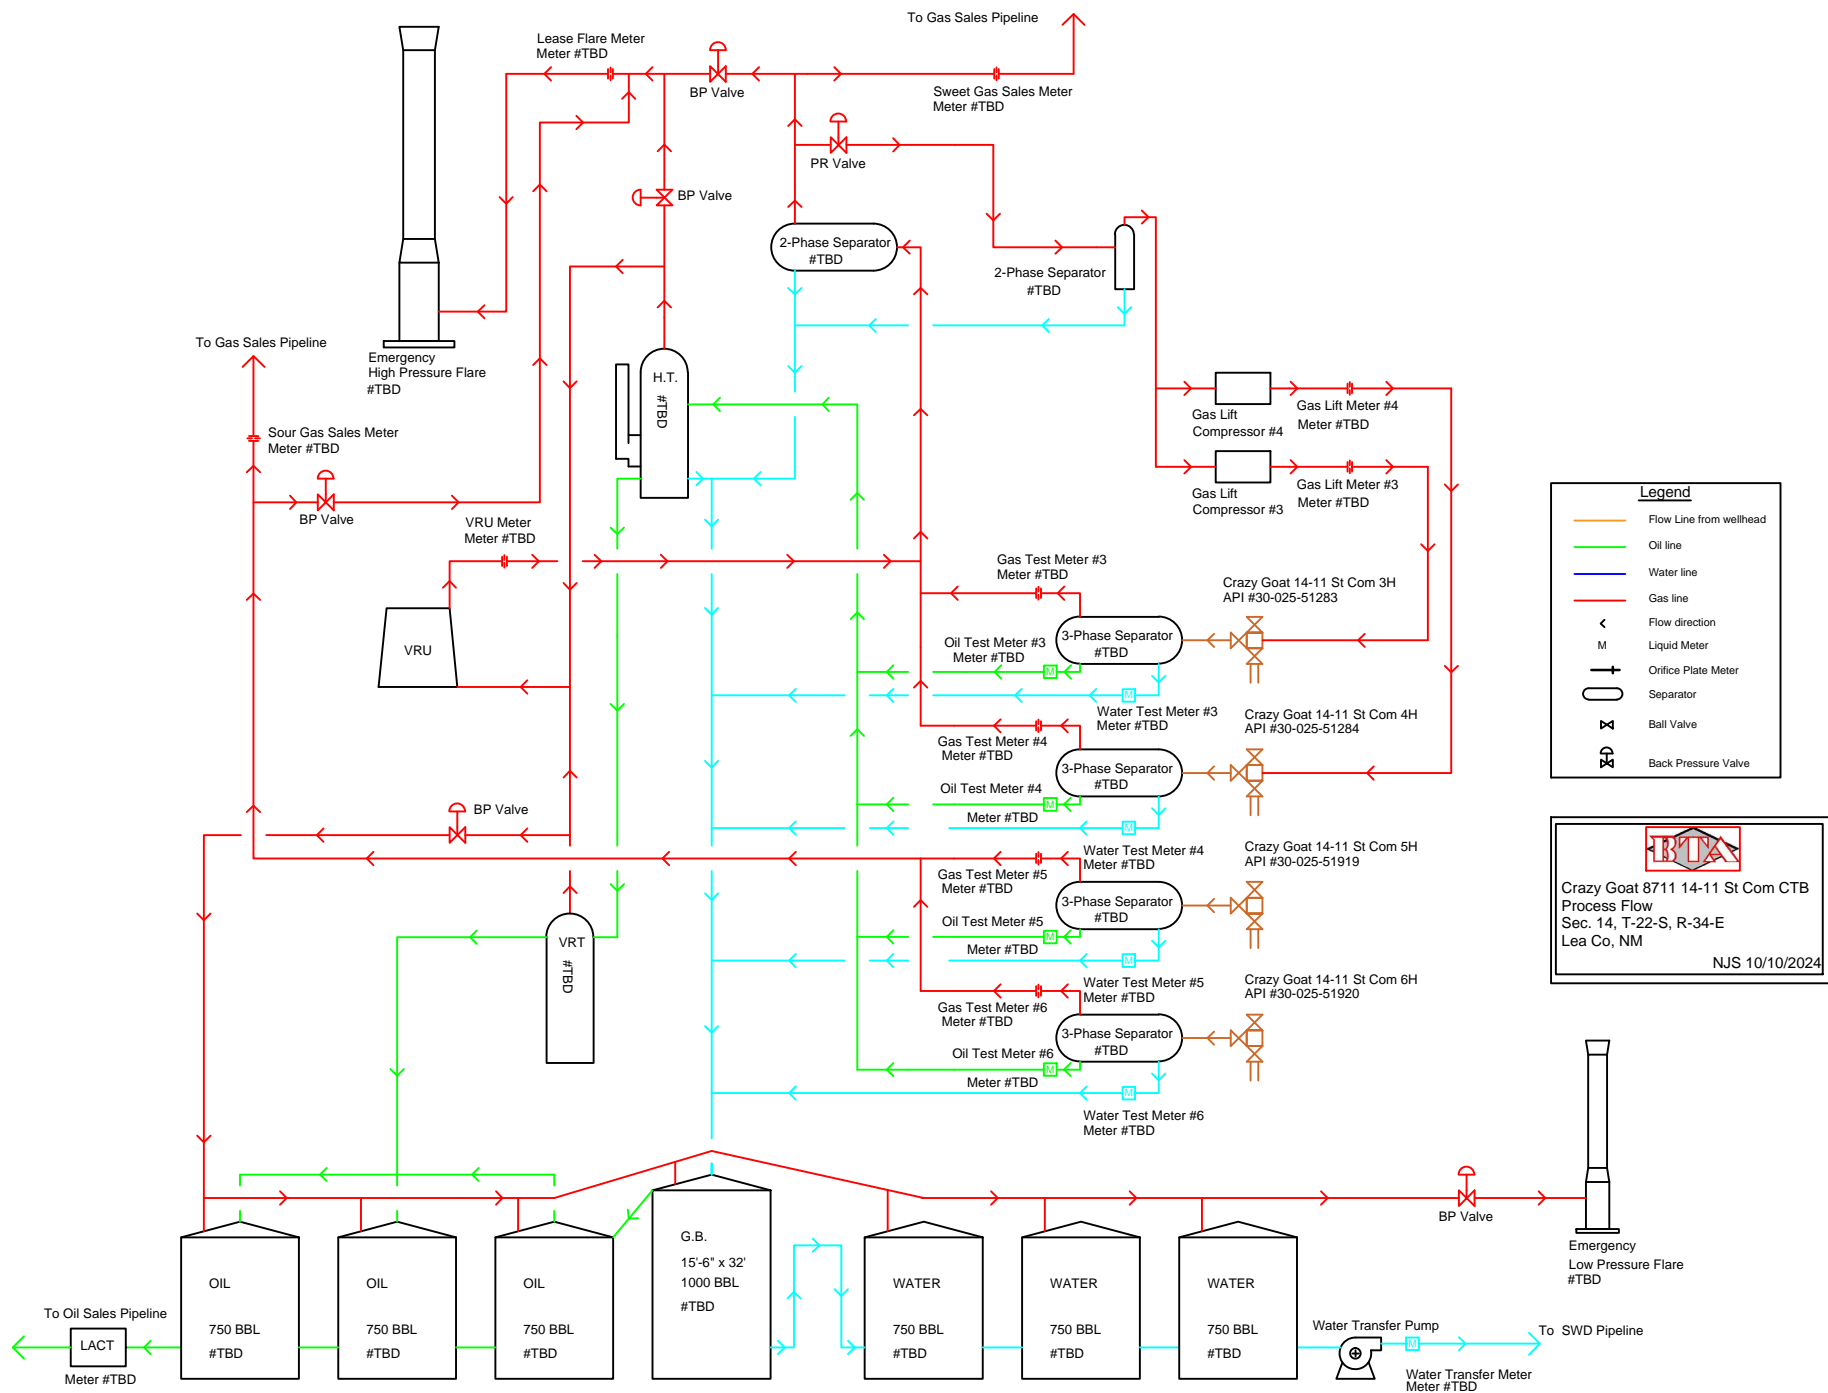 To Gas Sales Pipeline
Lease Flare Meter
Meter #TBD
BP Valve
Sweet Gas Sales Meter
Meter #TBD
PR Valve
BP Valve
2-Phase Separator
#TBD
2-Phase Separator
#TBD
To Gas Sales Pipeline
Emergency
High Pressure Flare
#TBD
H.T.
#TBD
Gas Lift
Compressor #4
Gas Lift Meter #4
Meter #TBD
Sour Gas Sales Meter
Meter #TBD
Gas Lift
Compressor #3
Gas Lift Meter #3
Meter #TBD
BP Valve
VRU Meter
Meter #TBD
Legend
Flow Line from wellhead
Oil line
Water line
Gas line
Flow direction
M
Liquid Meter
Orifice Plate Meter
Separator
Ball Valve
Back Pressure Valve
Gas Test Meter #3
Meter #TBD
Crazy Goat 14-11 St Com 3H
API #30-025-51283
VRU
Oil Test Meter #3
Meter #TBD
M
3-Phase Separator
#TBD
M
Water Test Meter #3
Meter #TBD
Crazy Goat 14-11 St Com 4H
API #30-025-51284
Gas Test Meter #4
Meter #TBD
3-Phase Separator
#TBD
Oil Test Meter #4
M
Meter #TBD
M
BP Valve
Water Test Meter #4
Meter #TBD
Crazy Goat 14-11 St Com 5H
API #30-025-51919
Gas Test Meter #5
Meter #TBD
3-Phase Separator
#TBD
Oil Test Meter #5
M
Meter #TBD
M
BTA
Crazy Goat 8711 14-11 St Com CTB
Process Flow
Sec. 14, T-22-S, R-34-E
Lea Co, NM
NJS 10/10/2024
VRT
#TBD
Water Test Meter #5
Meter #TBD
Crazy Goat 14-11 St Com 6H
API #30-025-51920
Gas Test Meter #6
Meter #TBD
3-Phase Separator
#TBD
Oil Test Meter #6
M
Meter #TBD
M
Water Test Meter #6
Meter #TBD
BP Valve
Emergency
Low Pressure Flare
#TBD
OIL
750 BBL
#TBD
OIL
750 BBL
#TBD
OIL
750 BBL
#TBD
G.B.
15'-6" x 32'
1000 BBL
#TBD
WATER
750 BBL
#TBD
WATER
750 BBL
#TBD
WATER
750 BBL
#TBD
To Oil Sales Pipeline
LACT
Meter #TBD
Water Transfer Pump
M
To SWD Pipeline
Water Transfer Meter
Meter #TBD